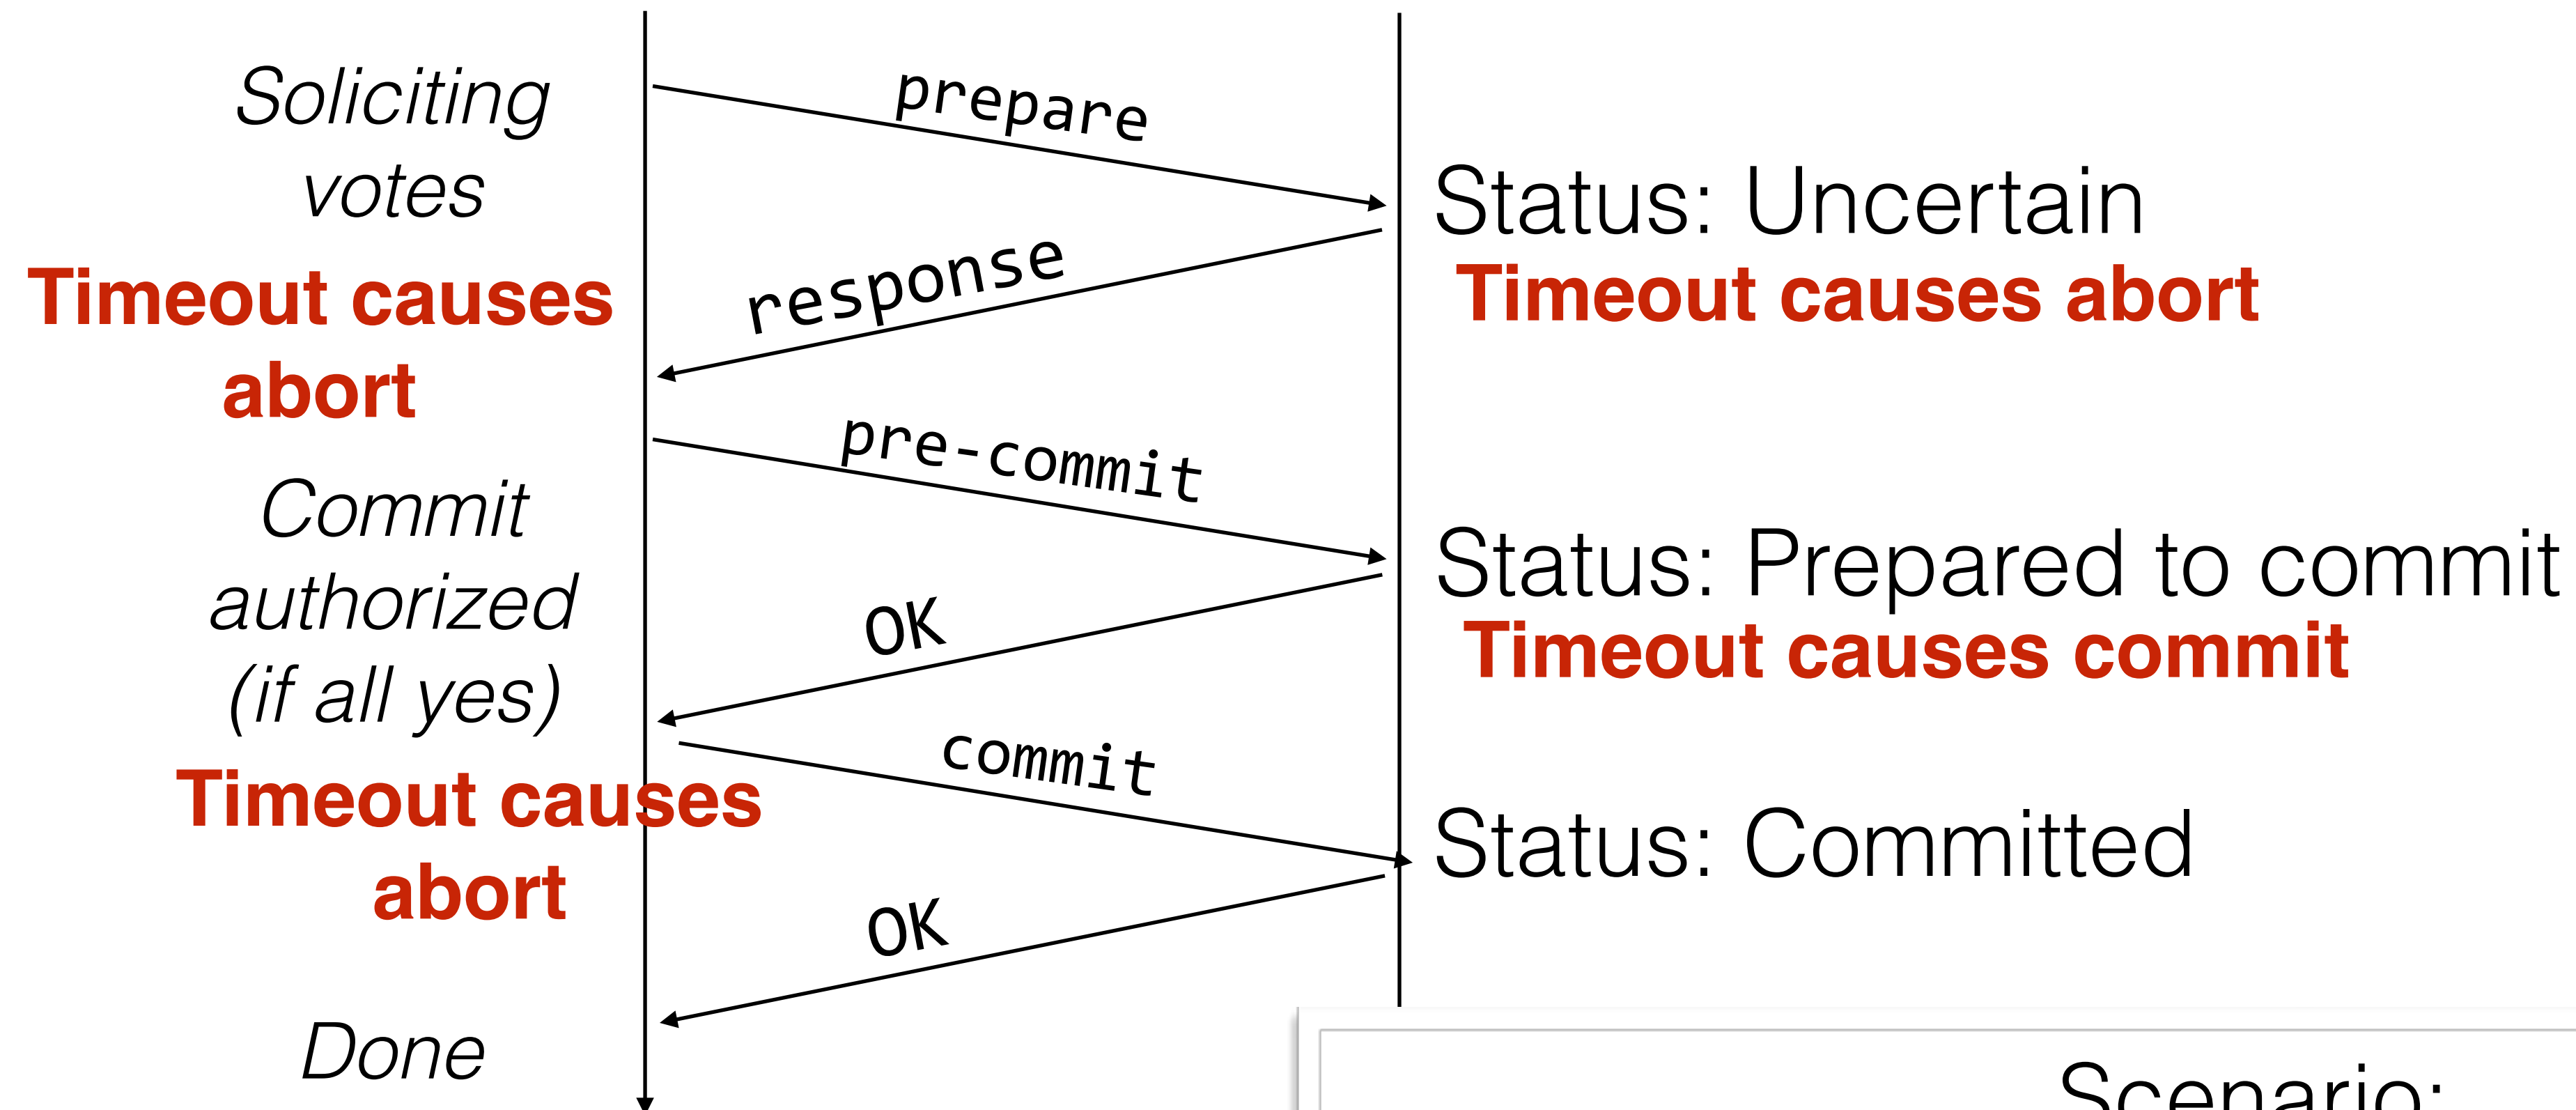 Soliciting
votes
Timeout causes
abort
Commit
authorized
(if all yes)
Timeout causes
abort
Done
prepare
response
pre-commit
OK
commit
OK
Status: Uncertain
Timeout causes abort
Status: Prepared to commit
Timeout causes commit
Status: Committed
Scenario: